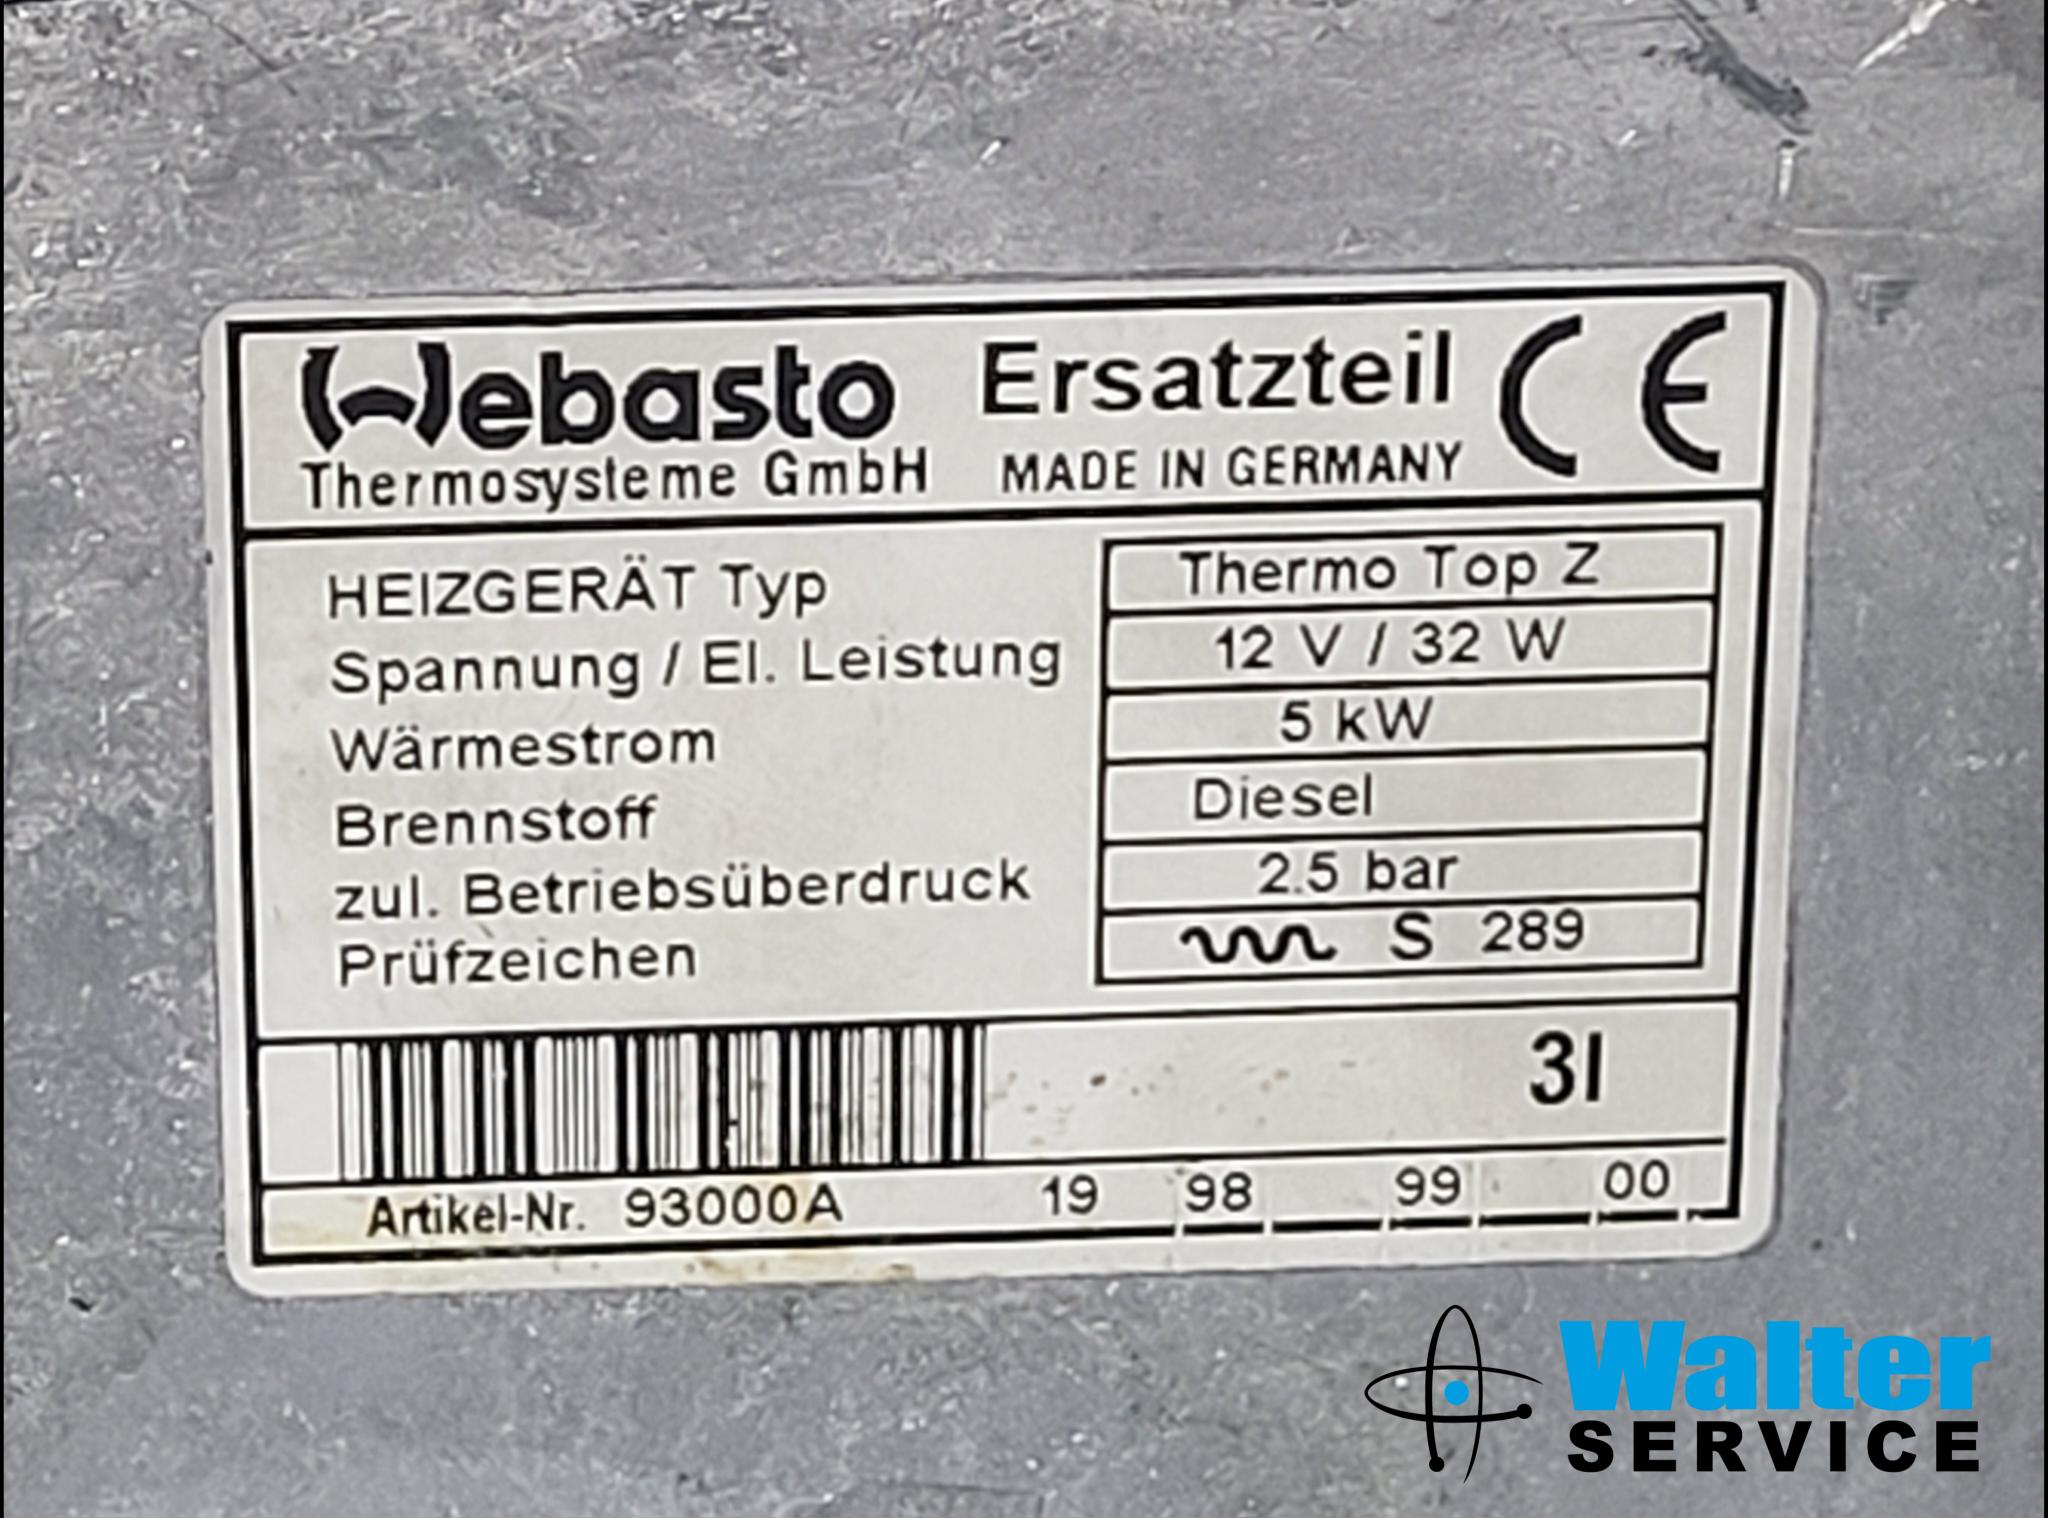 Webasto Ersatzteil CE
Thermosysteme GmbH MADE IN GERMANY
HEIZGERÄT Typ Thermo Top Z
Spannung / El. Leistung 12 V / 32 W
Wärmestrom 5 kW
Brennstoff Diesel
zul. Betriebsüberdruck 2.5 bar
Prüfzeichen S 289
31
Artikel-Nr. 93000A 19 98 99 00
Walter
SERVICE